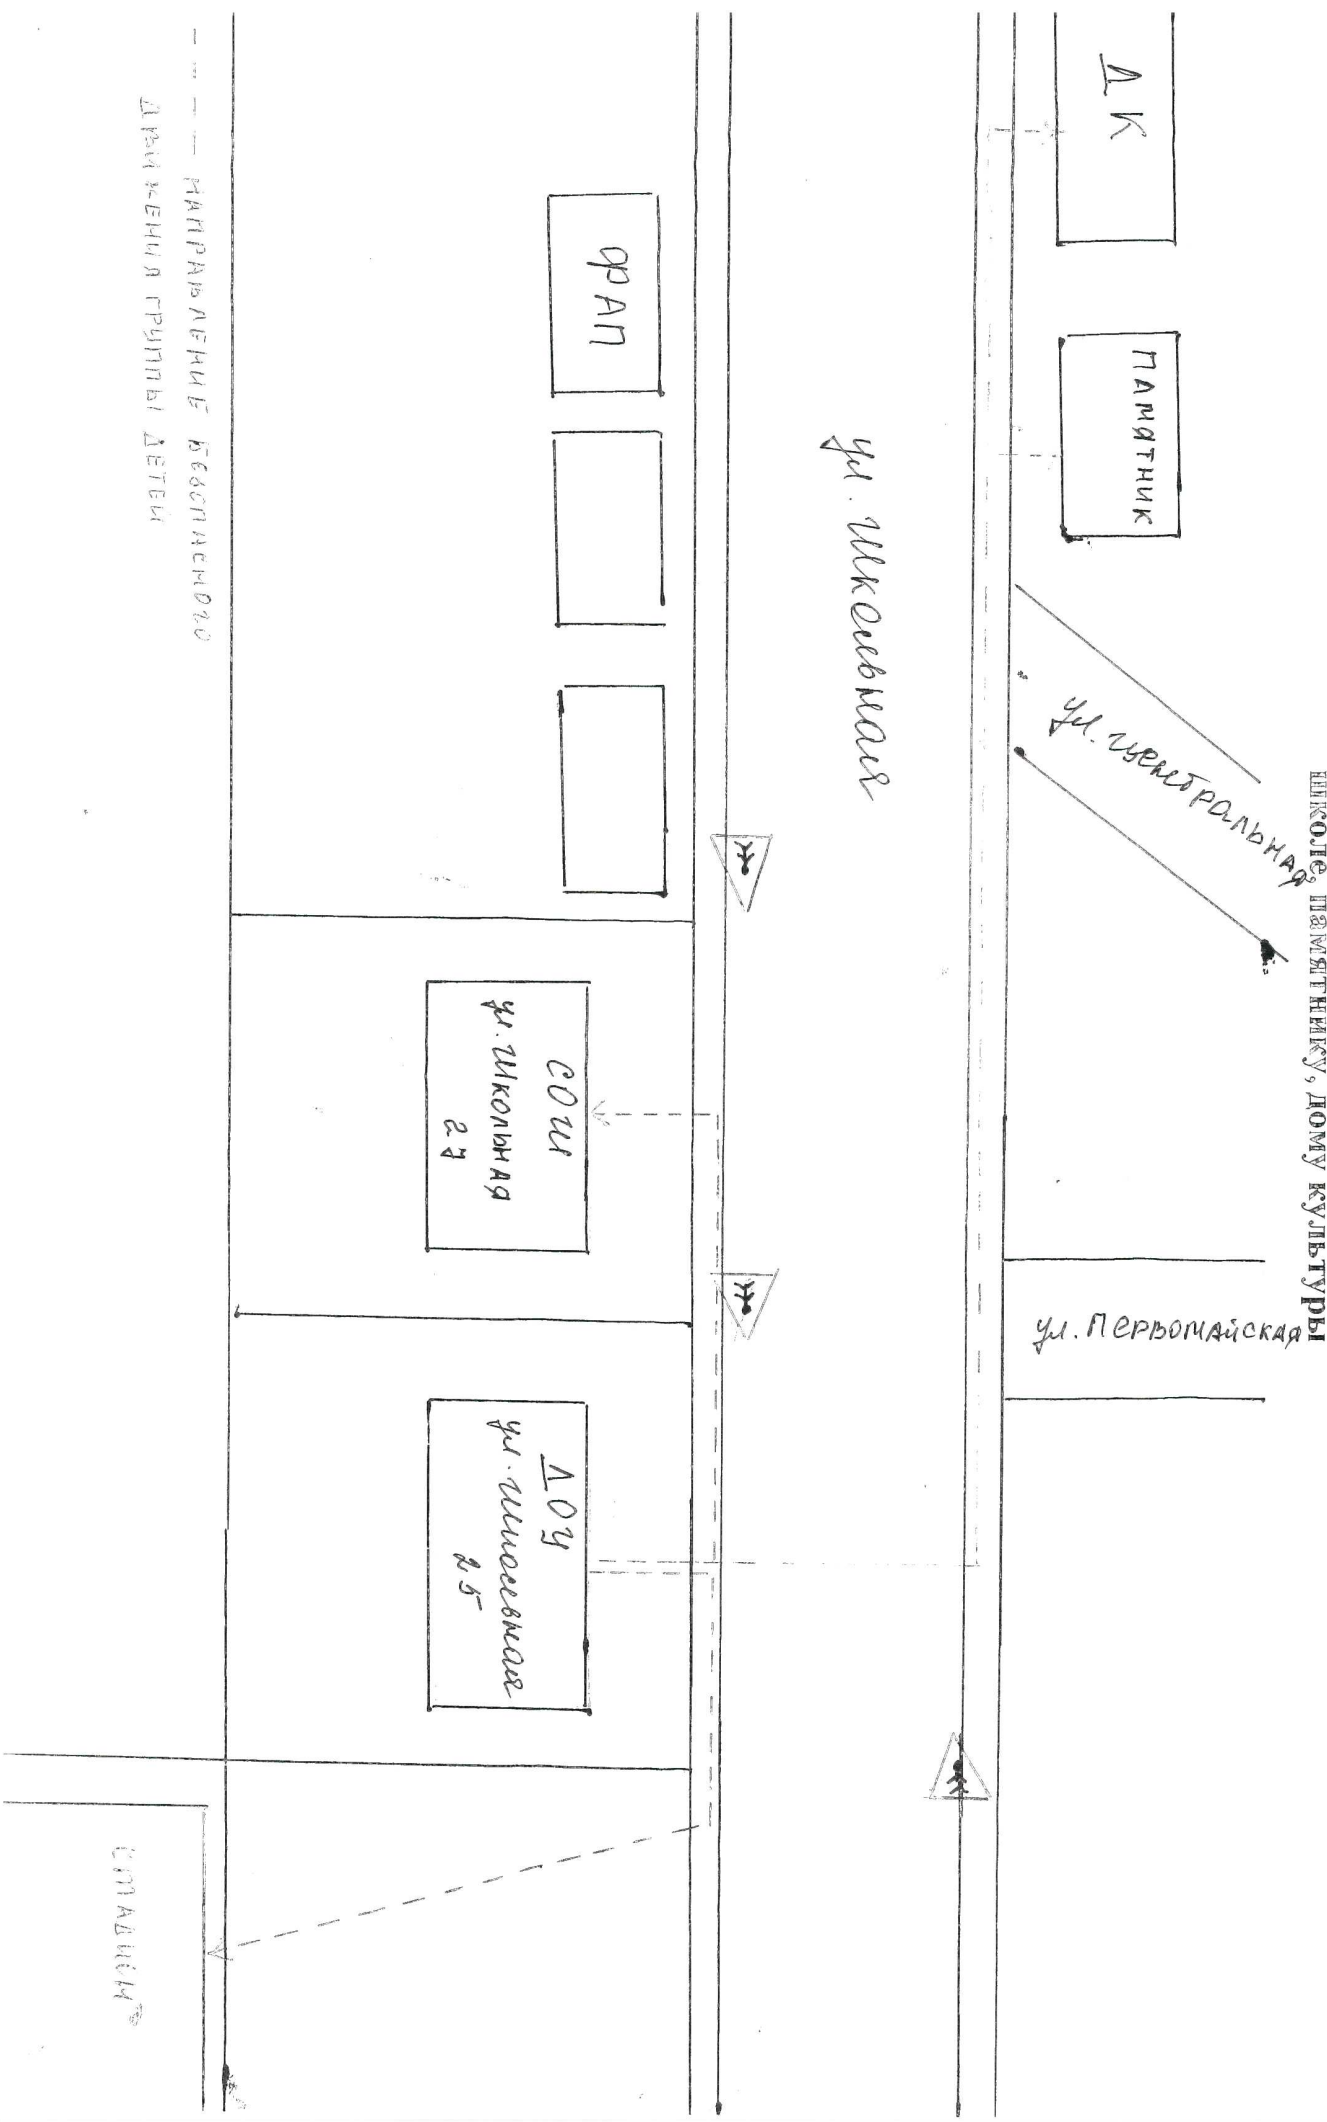 школе, памятнику, дому культуры
ДК
ПАМЯТНИК
ул. центральная
ул. Первомайская
ул. Школьная
ФАП
СОШ
ул. Школьная
27
ДОУ
ул. Школьная
25
СТАДИОН
---- НАПРАВЛЕНИЕ БЕЗОПАСНОГО
ДВИЖЕНИЯ ГРУППЫ ДЕТЕЙ